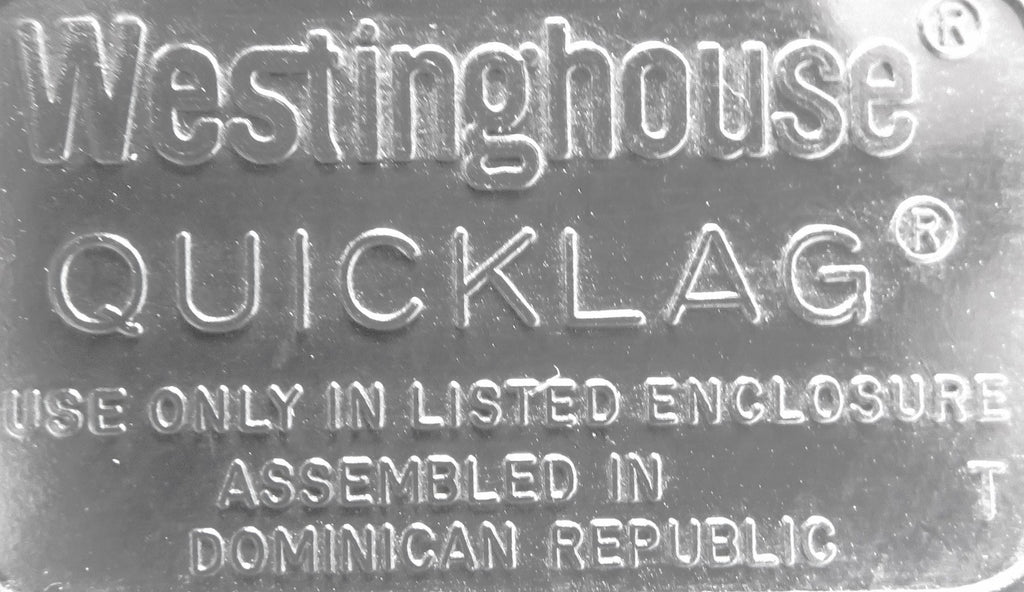 Westinghouse®
QUICKLAG®
USE ONLY IN LISTED ENCLOSURE
ASSEMBLED IN T
DOMINICAN REPUBLIC